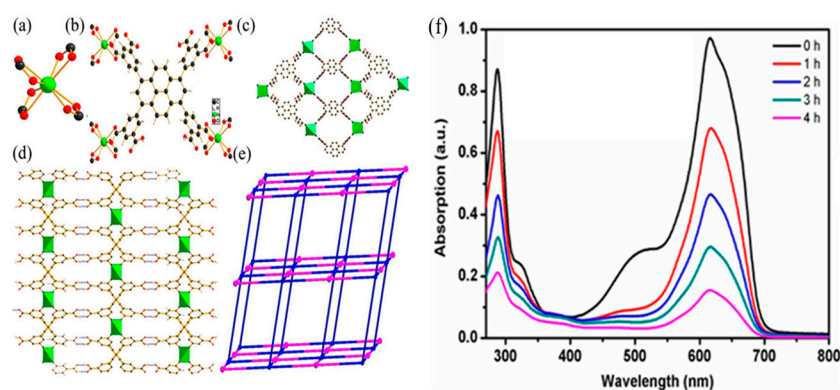 (a)
(b)
(c)
(d)
(e)
(f)
0 h
1 h
2 h
3 h
4 h
Absorption (a.u.)
1.0
0.8
0.6
0.4
0.2
0.0
300
400
500
600
700
800
Wavelength (nm)